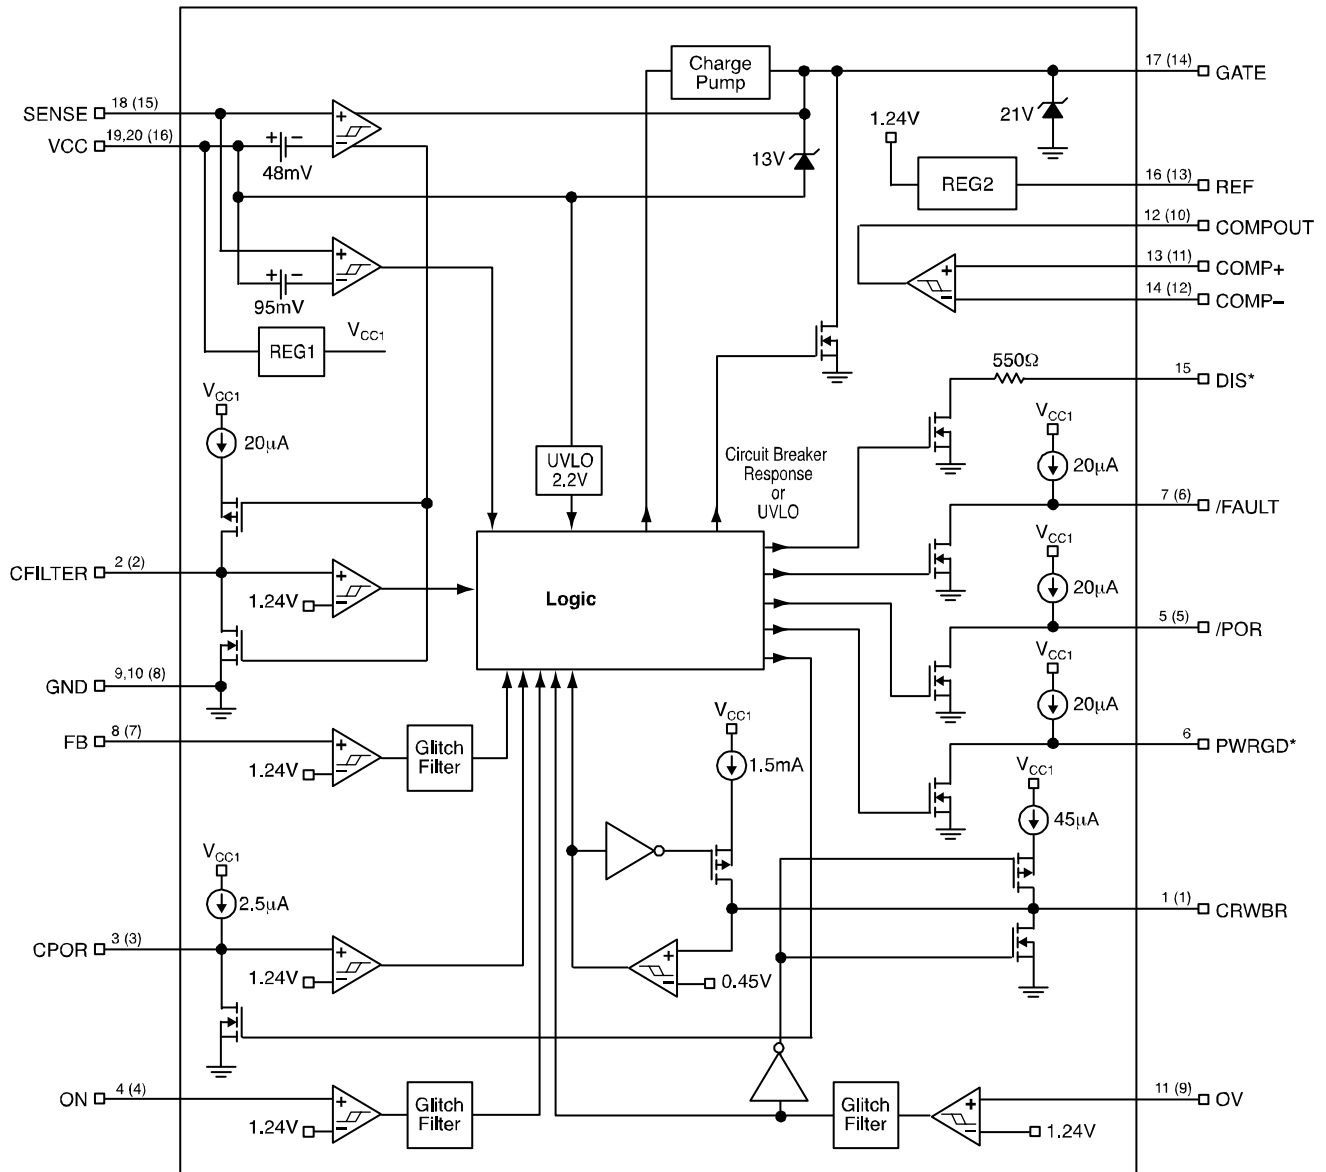 Charge
Pump
17 (14)
GATE
SENSE
18 (15)
VCC
19,20 (16)
+
−
+ −
48mV
13V
21V
1.24V
REG2
16 (13)
REF
12 (10)
COMPOUT
+
−
13 (11)
COMP+
14 (12)
COMP−
+
−
+ −
95mV
REG1
VCC1
550Ω
15
DIS*
VCC1
20µA
UVLO
2.2V
Circuit Breaker
Response
or
UVLO
VCC1
20µA
7 (6)
/FAULT
CFILTER
2 (2)
+
−
1.24V
Logic
VCC1
20µA
5 (5)
/POR
GND
9,10 (8)
VCC1
20µA
FB
8 (7)
+
−
1.24V
Glitch
Filter
VCC1
1.5mA
6
PWRGD*
VCC1
45µA
VCC1
2.5µA
1 (1)
CRWBR
CPOR
3 (3)
+
−
1.24V
+
−
0.45V
ON
4 (4)
+
−
1.24V
Glitch
Filter
Glitch
Filter
+
−
11 (9)
OV
1.24V